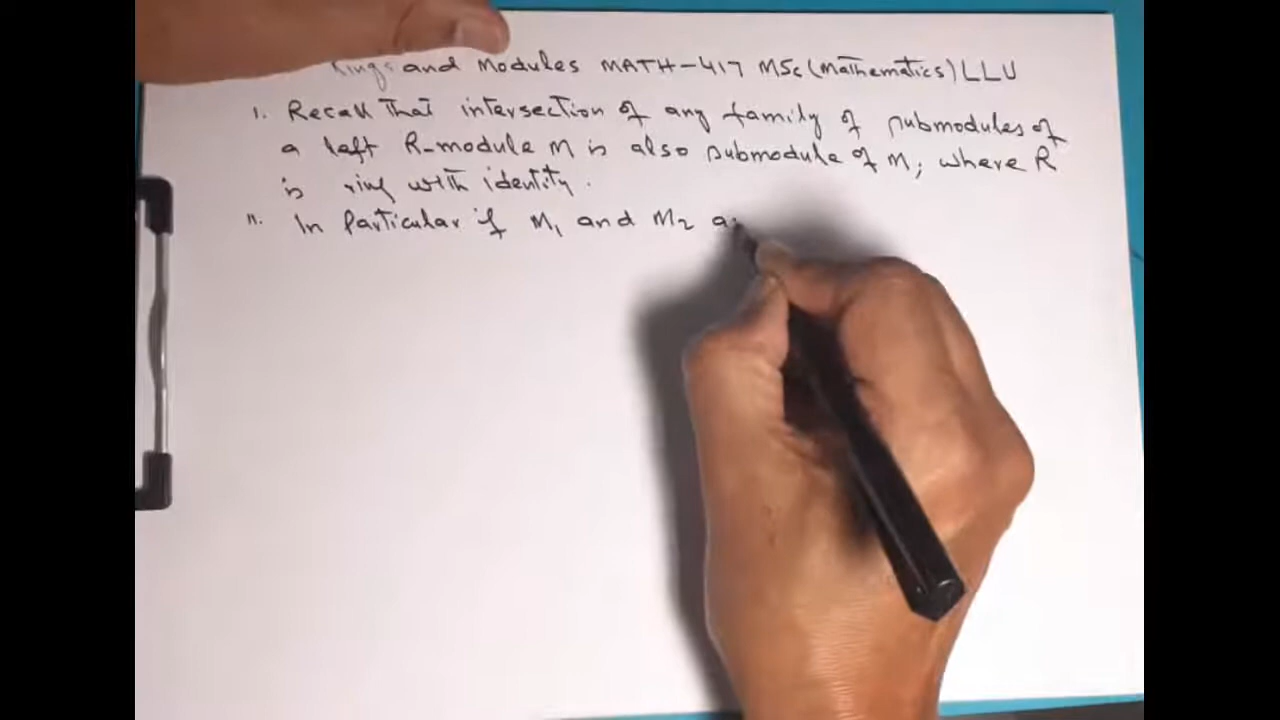 Rings and Modules MATH-417 MSc (Mathematics) LLU
1. Recall that intersection of any family of submodules of
a left R-module M is also submodule of M; where R
is ring with identity.
11. In particular if M1 and M2